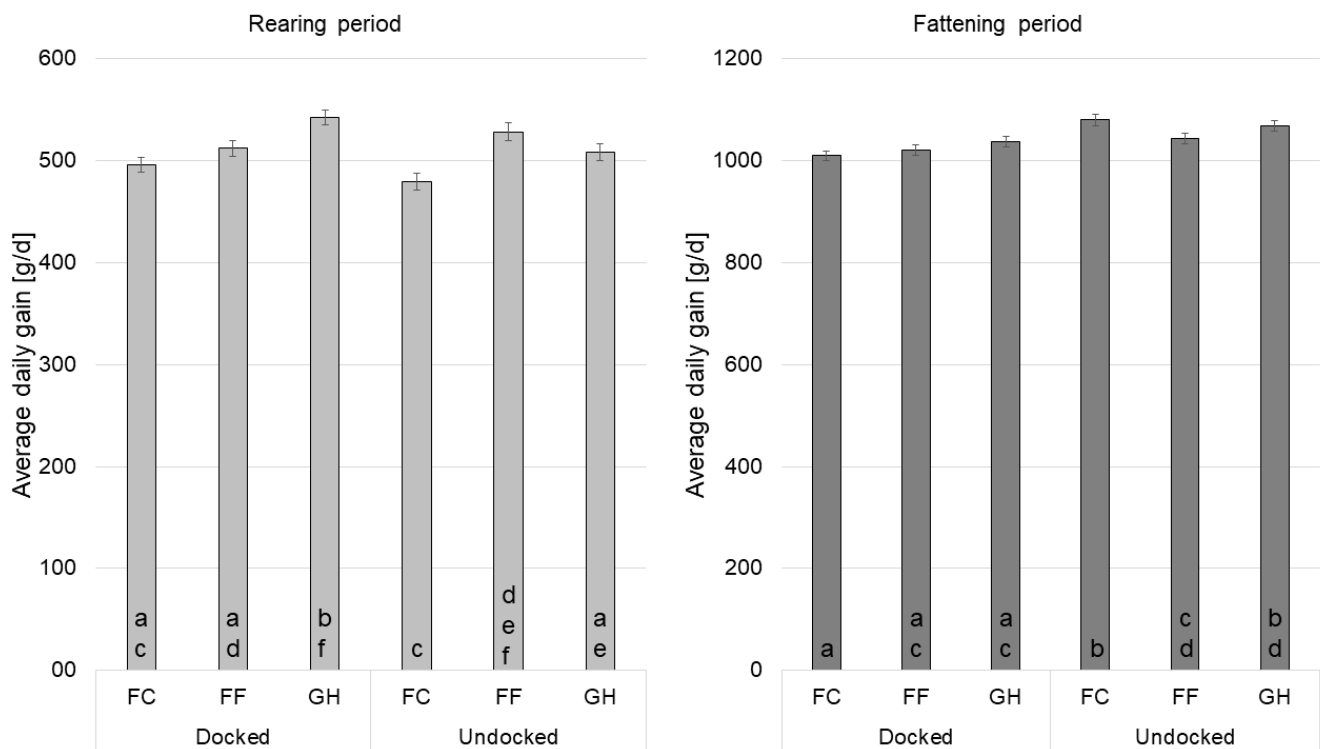 Rearing period
Average daily gain [g/d]
600
500
400
300
200
100
00
a a b d a
c d f c e e
f
FC FF GH FC FF GH
Docked Undocked
Fattening period
Average daily gain [g/d]
1200
1000
800
600
400
200
0
a a c b
a c c b d d
FC FF GH FC FF GH
Docked Undocked